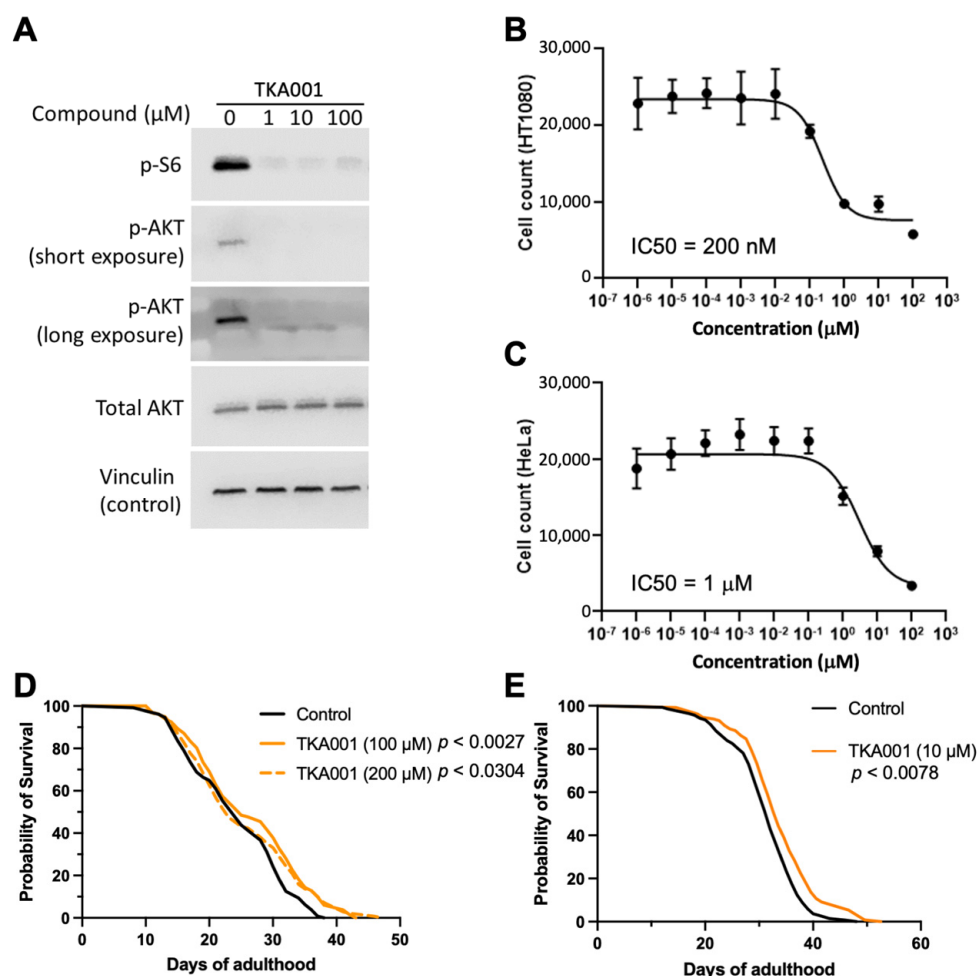 A
TKA001
Compound (μM) 0 1 10 100
p-S6
p-AKT
(short exposure)
p-AKT
(long exposure)
Total AKT
Vinculin
(control)
B
30,000
20,000
10,000
0
Cell count (HT1080)
IC50 = 200 nM
10⁻⁷ 10⁻⁶ 10⁻⁵ 10⁻⁴ 10⁻³ 10⁻² 10⁻¹ 10⁰ 10¹ 10² 10³
Concentration (μM)
C
30,000
20,000
10,000
0
Cell count (HeLa)
IC50 = 1 μM
10⁻⁷ 10⁻⁶ 10⁻⁵ 10⁻⁴ 10⁻³ 10⁻² 10⁻¹ 10⁰ 10¹ 10² 10³
Concentration (μM)
D
100
80
60
40
20
0
Probability of Survival
Control
TKA001 (100 μM) p < 0.0027
TKA001 (200 μM) p < 0.0304
0 10 20 30 40 50
Days of adulthood
E
100
80
60
40
20
0
Probability of Survival
Control
TKA001 (10 μM)
p < 0.0078
0 20 40 60
Days of adulthood